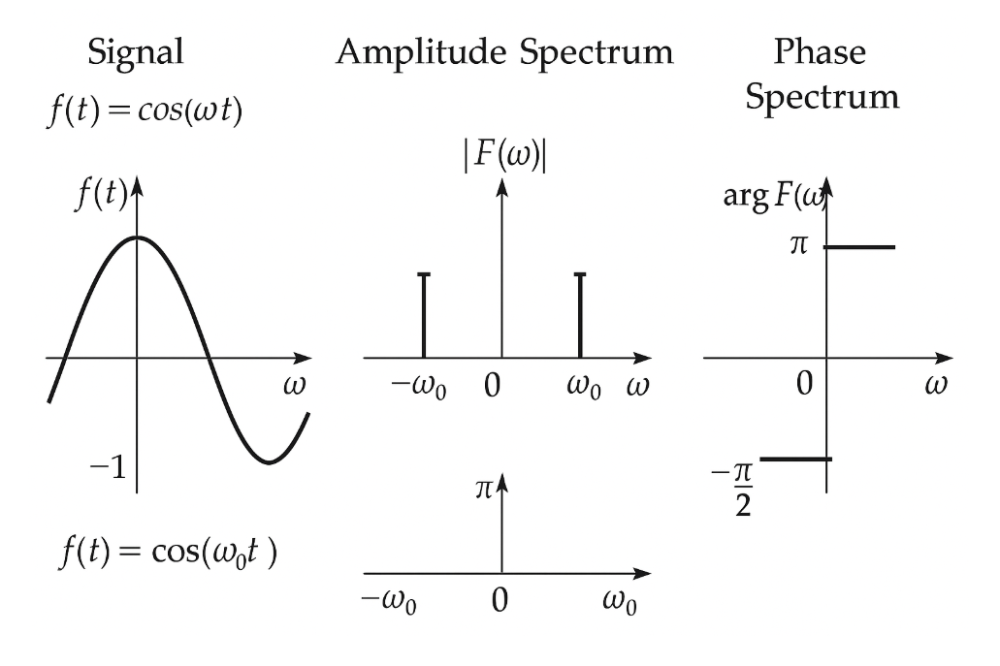 Signal
f(t) = cos(ωt)
f(t)
ω
−1
f(t) = cos(ω₀t )
Amplitude Spectrum
|F(ω)|
−ω₀ 0 ω₀ ω
π
−ω₀ 0 ω₀
Phase
Spectrum
arg F(ω)
π
0 ω
−π
2